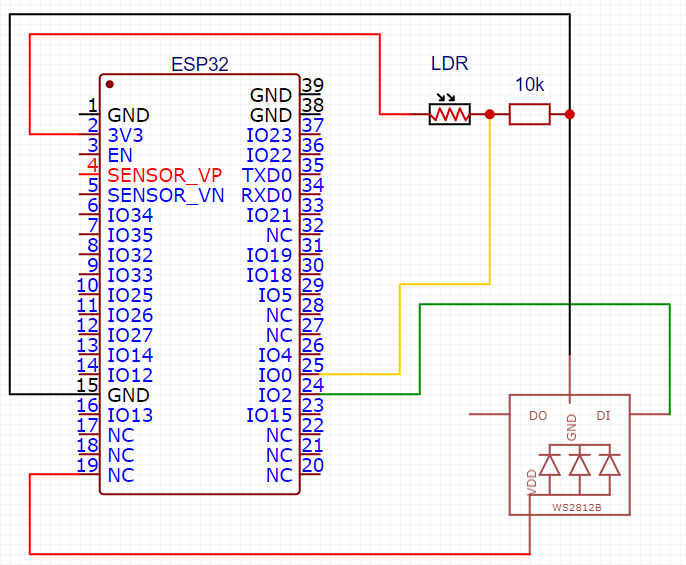 ESP32
LDR
10k
1 GND
2 3V3
3 EN
4 SENSOR_VP
5 SENSOR_VN
6 IO34
7 IO35
8 IO32
9 IO33
10 IO25
11 IO26
12 IO27
13 IO14
14 IO12
15 GND
16 IO13
17 NC
18 NC
19 NC
GND 39
GND 38
IO23 37
IO22 36
TXD0 35
RXD0 34
IO21 33
NC 32
IO19 31
IO18 30
IO5 29
NC 28
NC 27
IO4 26
IO0 25
IO2 24
IO15 23
NC 22
NC 21
NC 20
DO
GND
DI
VDD
WS2812B